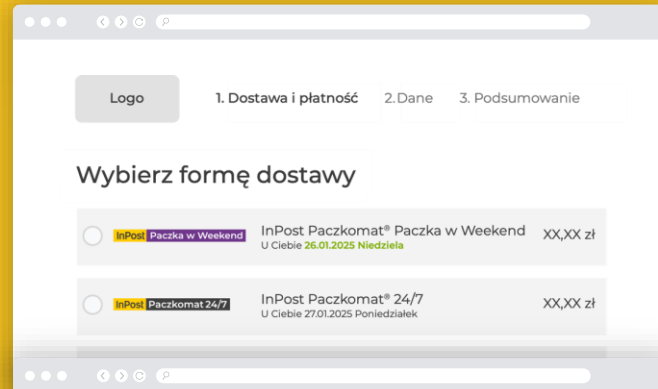 Logo
1. Dostawa i płatność 2.Dane 3. Podsumowanie
Wybierz formę dostawy
InPost Paczka w Weekend
InPost Paczkomat® Paczka w Weekend
U Ciebie 26.01.2025 Niedziela
XX,XX zł
InPost Paczkomat 24/7
InPost Paczkomat® 24/7
U Ciebie 27.01.2025 Poniedziałek
XX,XX zł